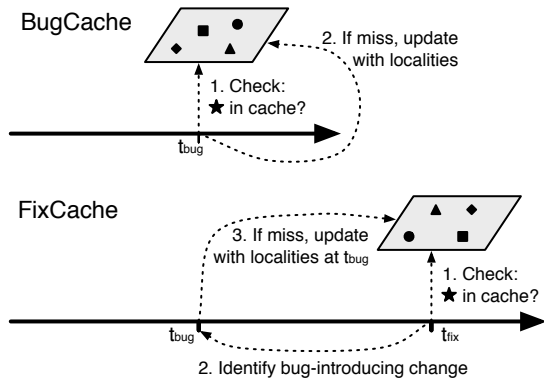 BugCache
2. If miss, update
with localities
1. Check:
★ in cache?
tbug
FixCache
3. If miss, update
with localities at tbug
1. Check:
★ in cache?
tbug
tfix
2. Identify bug-introducing change